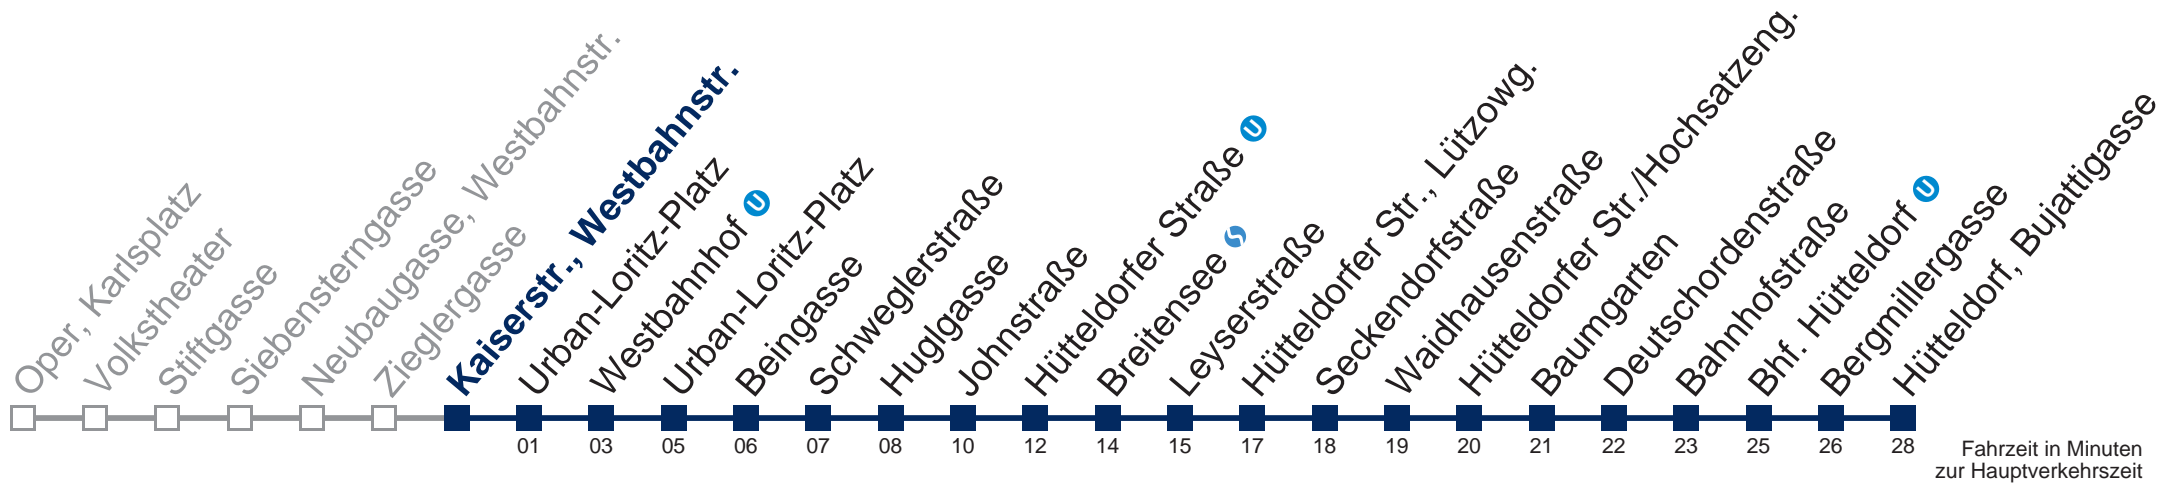 Oper, Karlsplatz
Volkstheater
Stiftgasse
Siebensterngasse
Neubaugasse, Westbahnstr.
Zieglergasse
Kaiserstr., Westbahnstr.
Urban-Loritz-Platz
Westbahnhof U
Urban-Loritz-Platz
Beingasse
Schweglerstraße
Huglgasse
Johnstraße
Hütteldorfer Straße U
Breitensee S
Leyserstraße
Hütteldorfer Str., Lützowg.
Seckendorfstraße
Waidhausenstraße
Hütteldorfer Str./Hochsatzeng.
Baumgarten
Deutschordenstraße
Bahnhofstraße
Bhf. Hütteldorf U
Bergmillergasse
Hütteldorf, Bujattigasse
01 03 05 06 07 08 10 12 14 15 17 18 19 20 21 22 23 25 26 28
Fahrzeit in Minuten
zur Hauptverkehrszeit